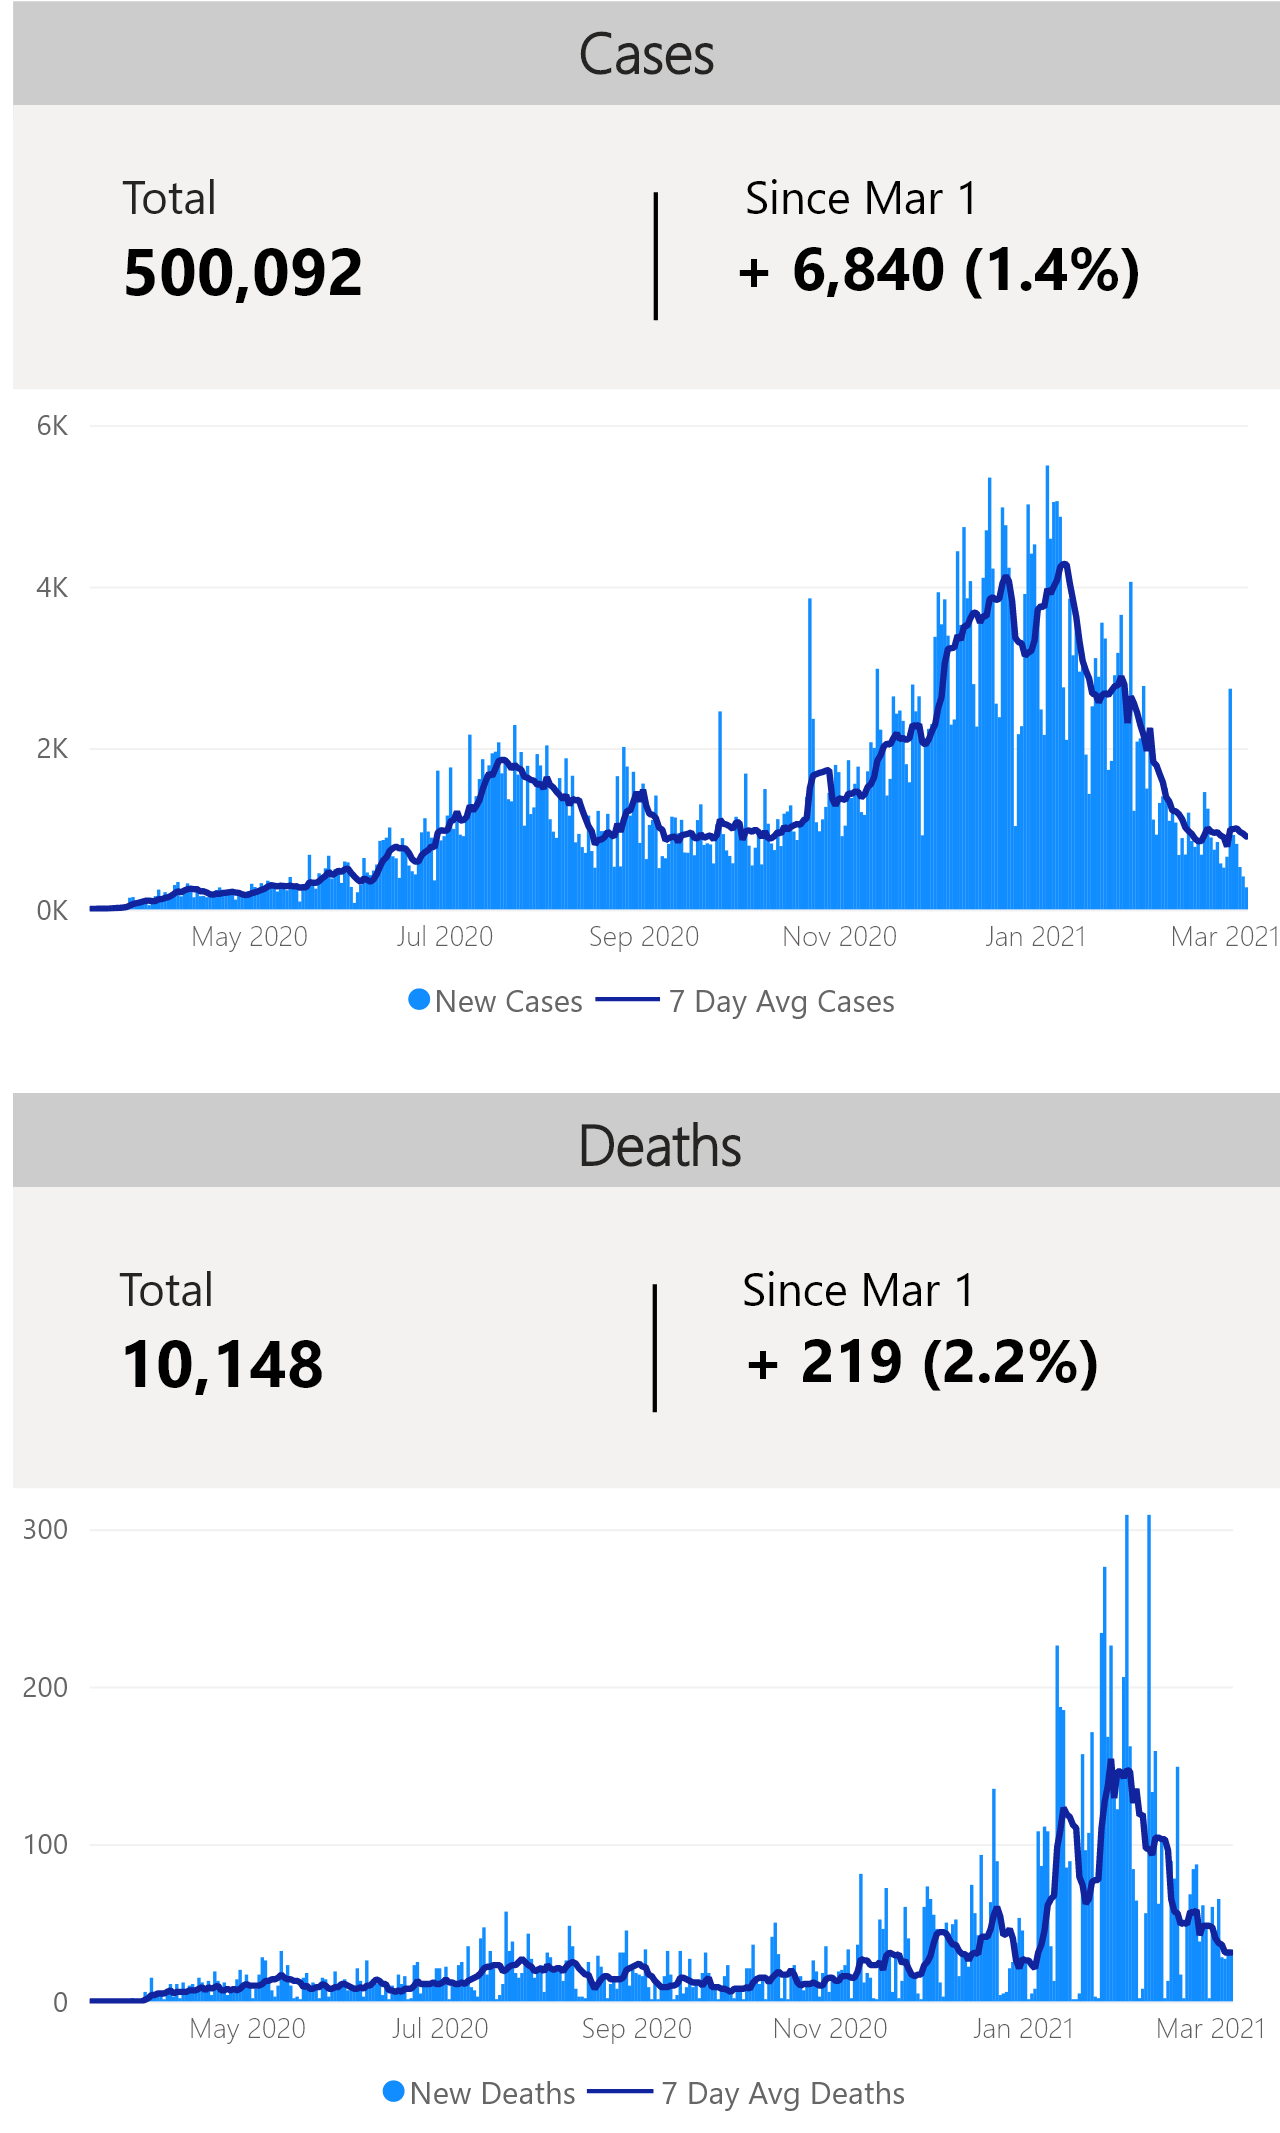 Cases
Total
Since Mar 1
500,092
+ 6,840 (1.4%)
6K
4K
2K
0K
May 2020
Jul 2020
Sep 2020
Nov 2020
Jan 2021
Mar 2021
New Cases
7 Day Avg Cases
Deaths
Total
Since Mar 1
10,148
+ 219 (2.2%)
300
200
100
0
May 2020
Jul 2020
Sep 2020
Nov 2020
Jan 2021
Mar 2021
New Deaths
7 Day Avg Deaths